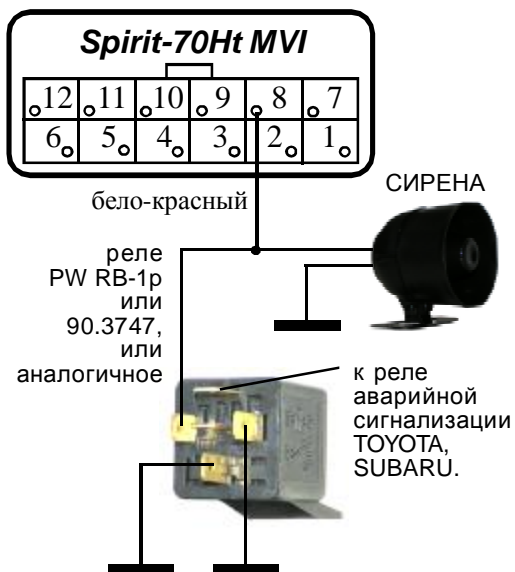 Spirit-70Ht MVI
12 11 10 9 8 7
6 5 4 3 2 1
бело-красный
СИРЕНА
реле
PW RB-1p
или
90.3747,
или
аналогичное
к реле
аварийной
сигнализации
TOYOTA,
SUBARU.